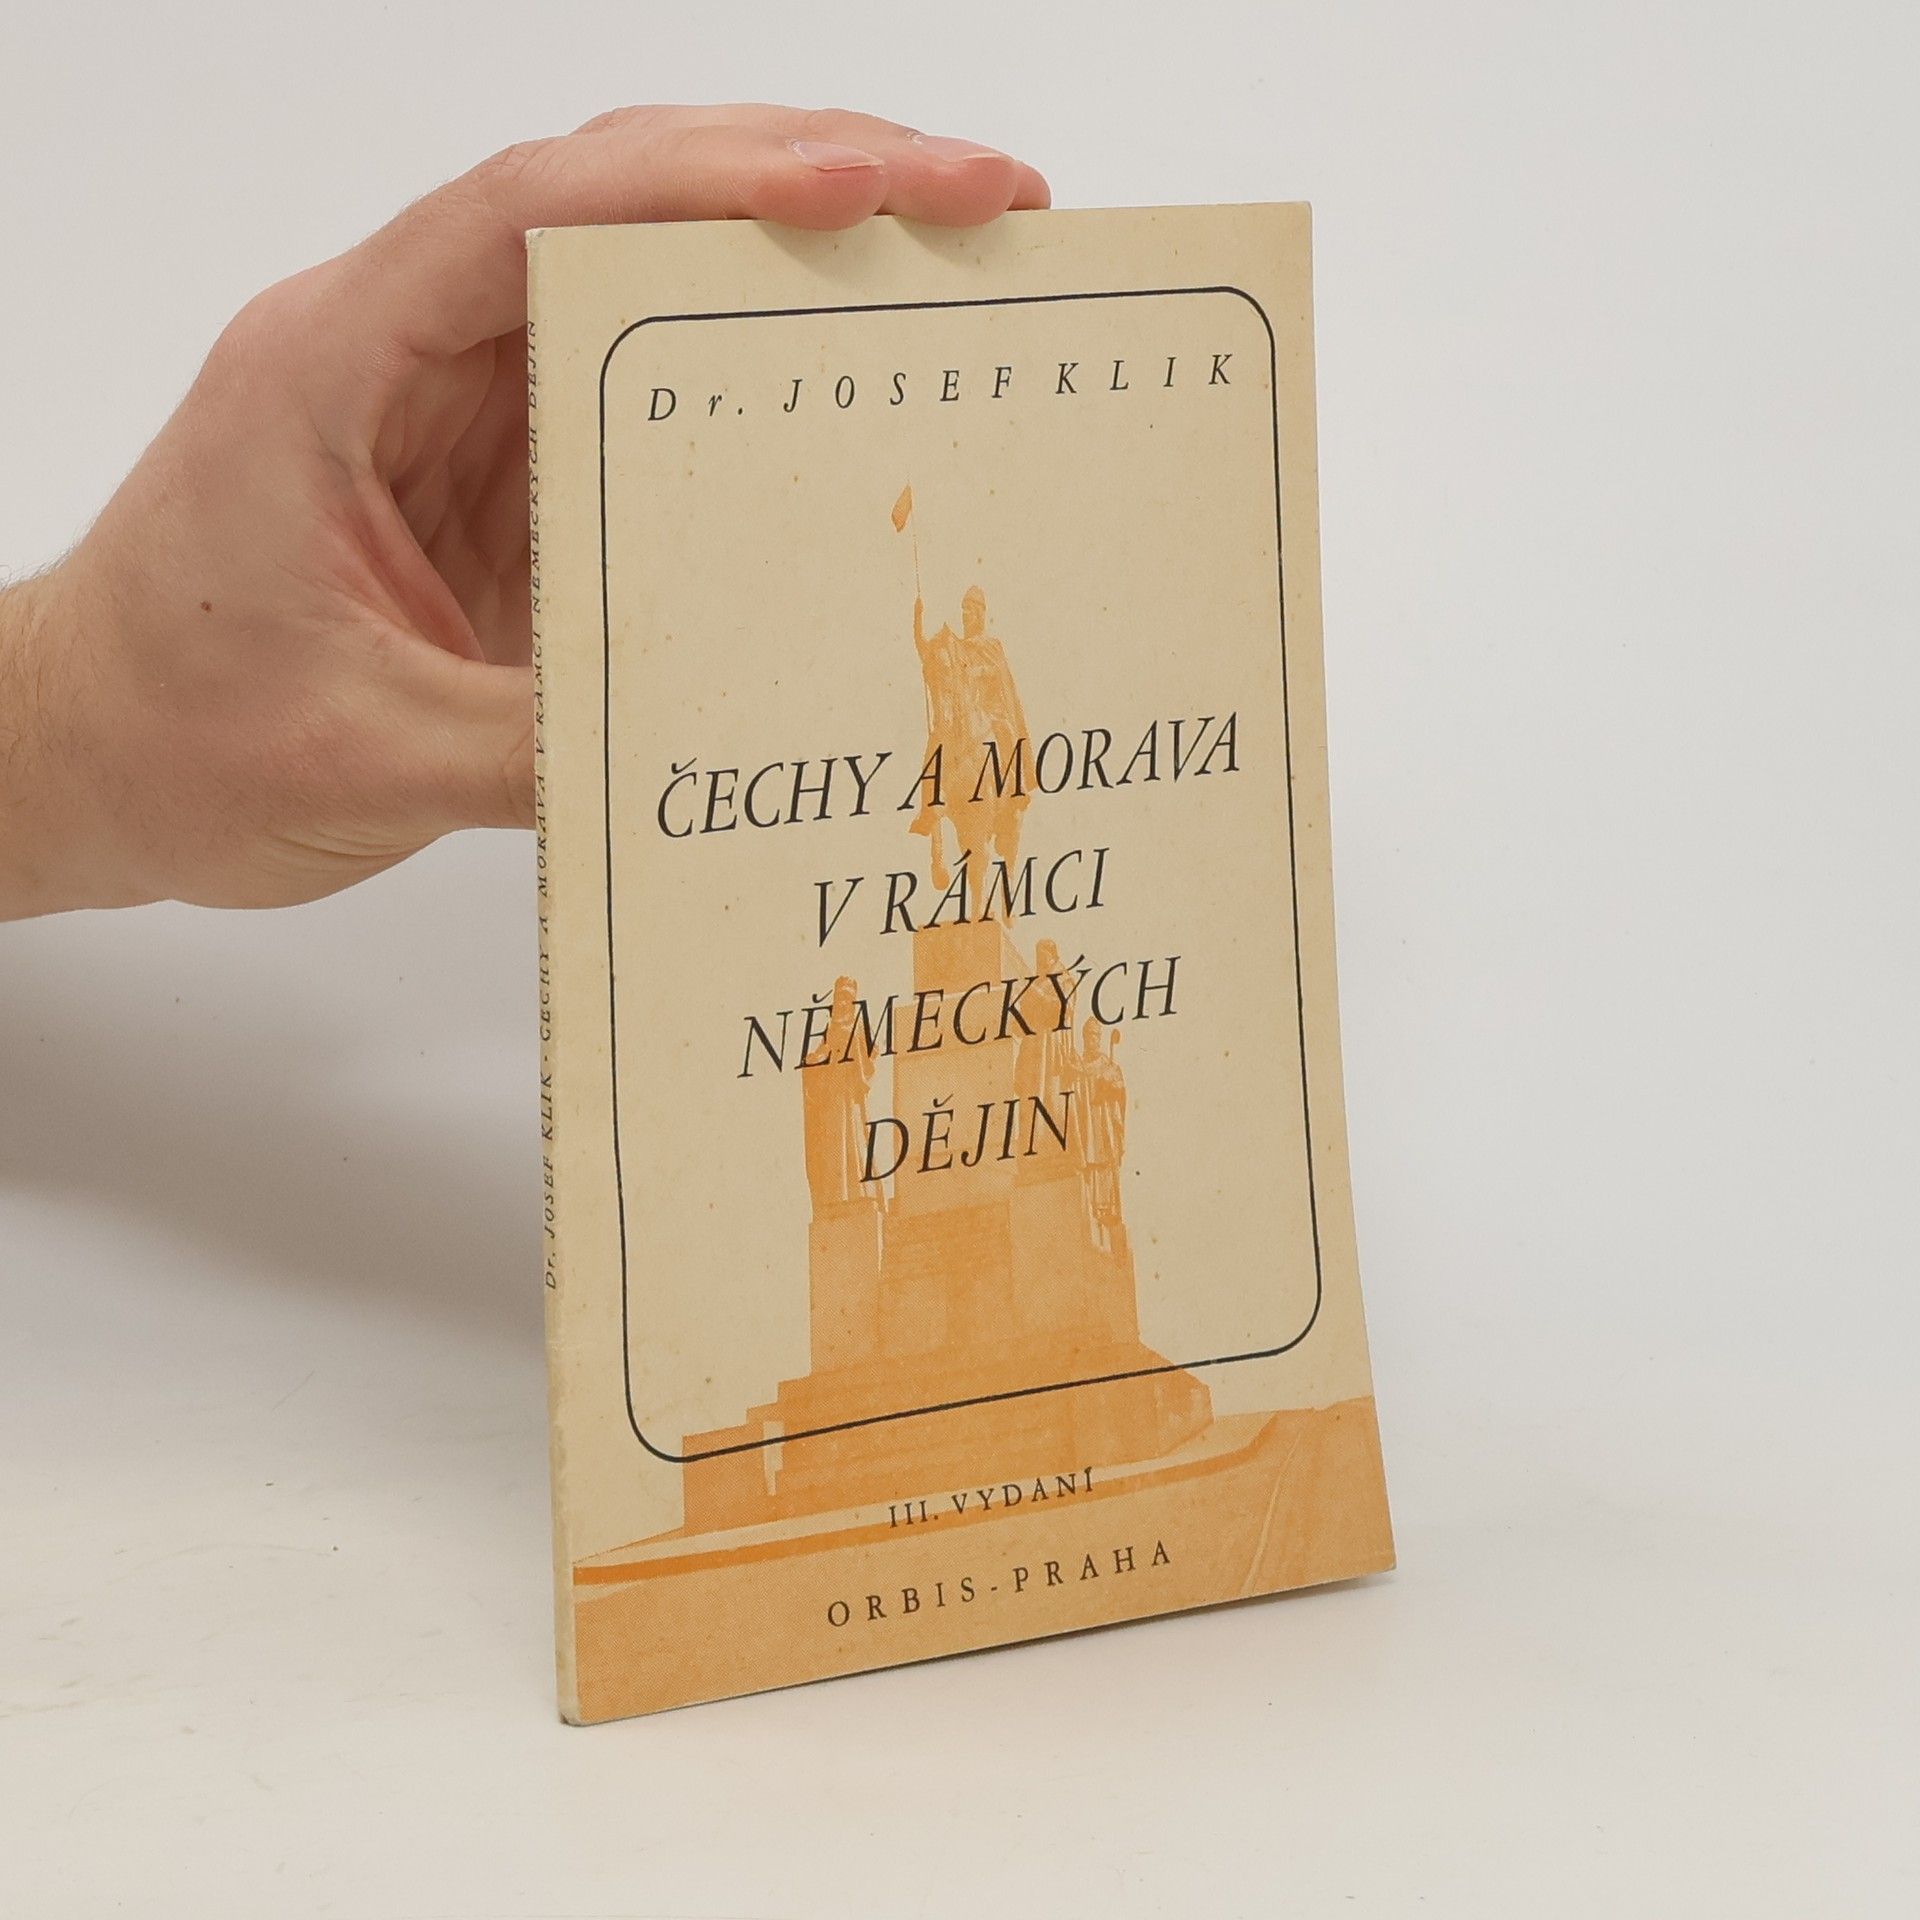 Dr. JOSEF KLIK
ČECHY A MORAVA
V RÁMCI
NĚMECKÝCH
DĚJIN
III. VYDÁNÍ
ORBIS-PRAHA
Dr. JOSEF KLIK - ČECHY A MORAVA V RÁMCI NĚMECKÝCH DĚJIN